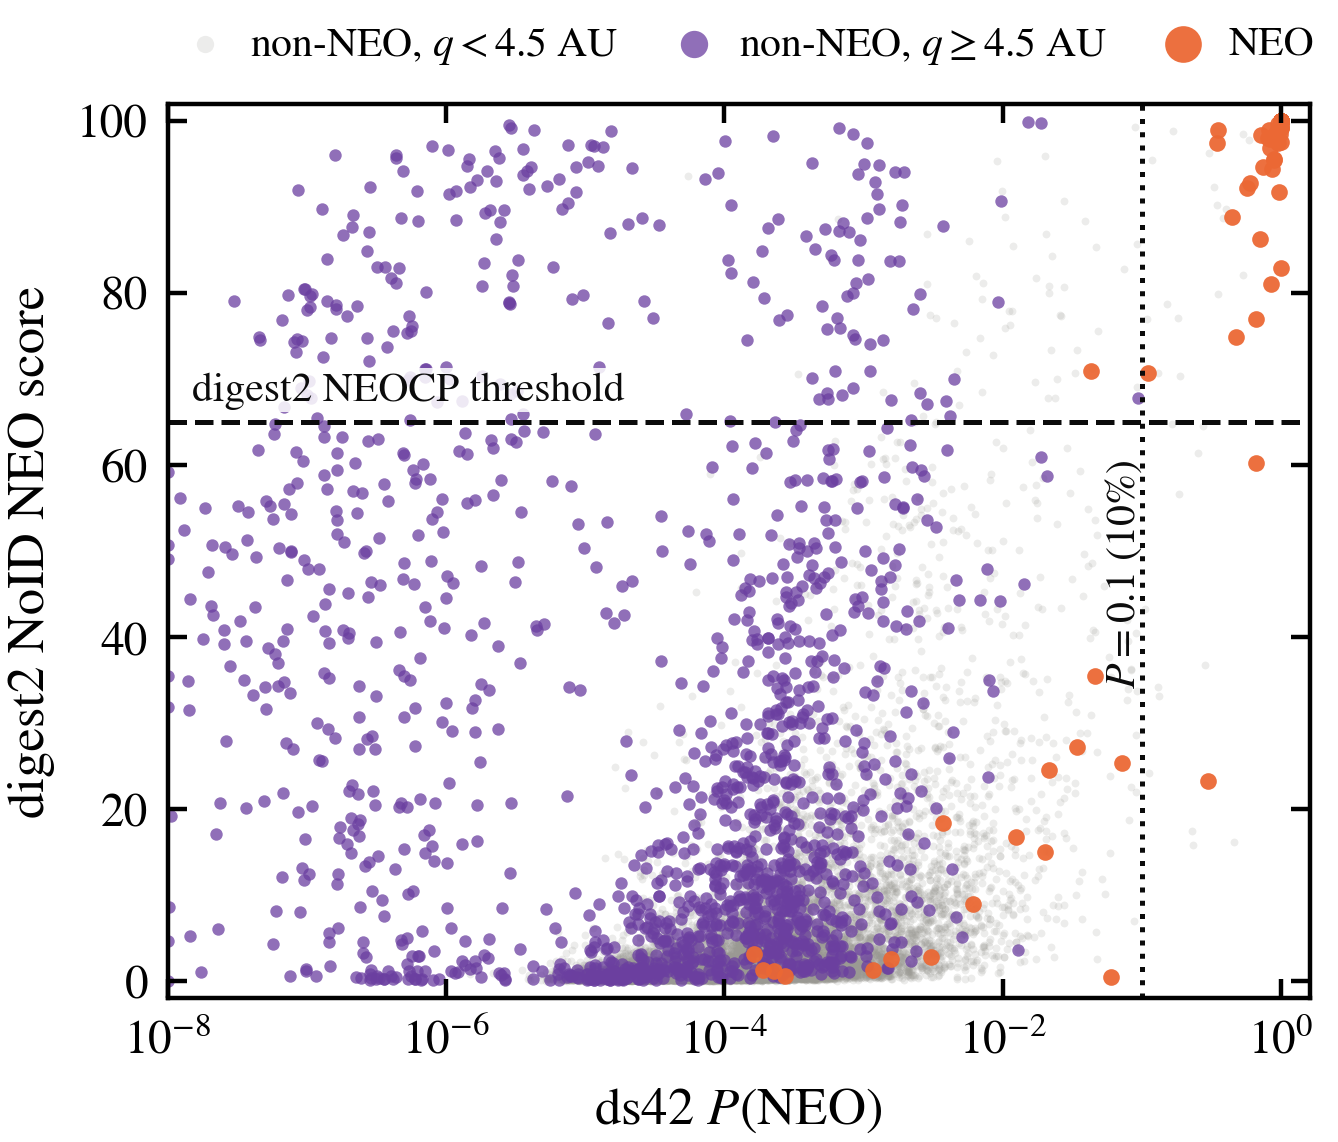 non-NEO, q < 4.5 AU non-NEO, q ≥ 4.5 AU NEO
digest2 NoID NEO score
100
80
digest2 NEOCP threshold
60
P = 0.1 (10%)
40
20
0
10⁻⁸ 10⁻⁶ 10⁻⁴ 10⁻² 10⁰
ds42 P(NEO)